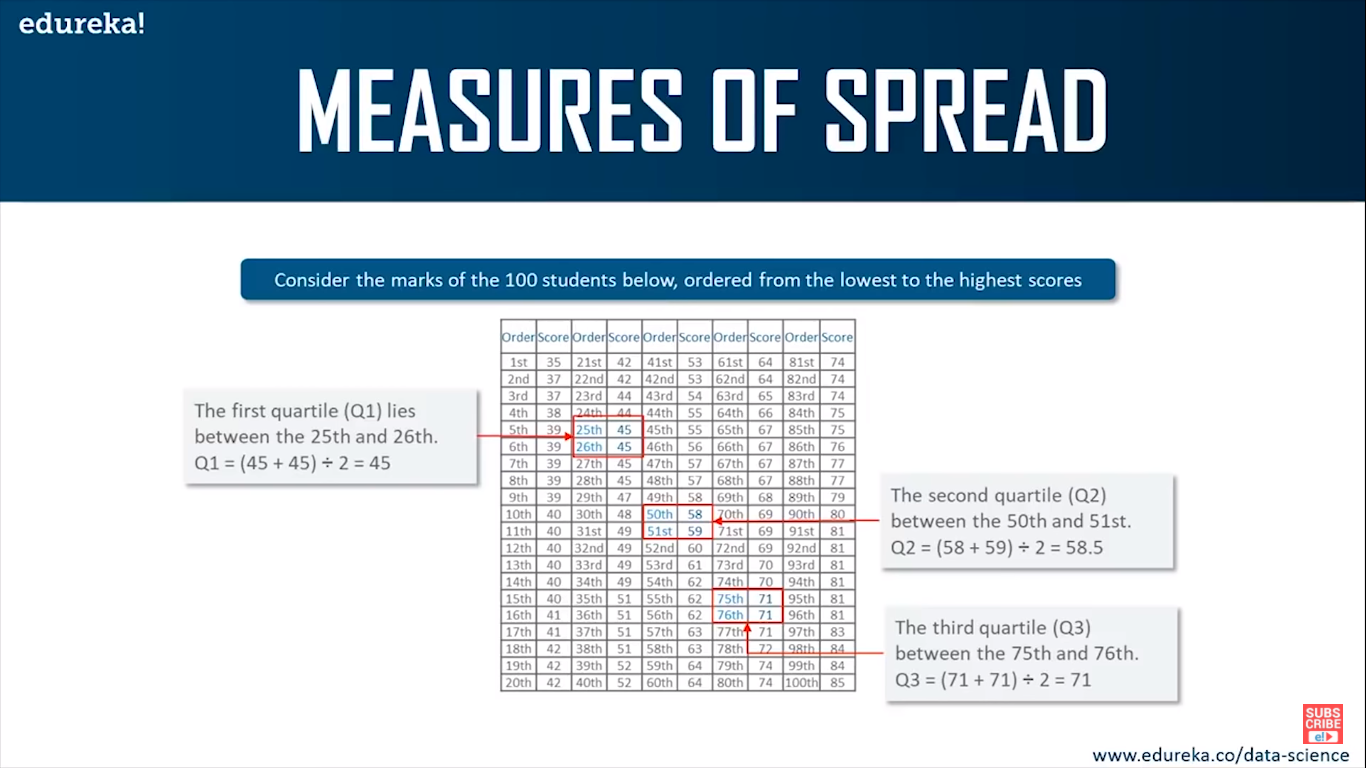 edureka!
MEASURES OF SPREAD
Consider the marks of the 100 students below, ordered from the lowest to the highest scores
Order Score Order Score Order Score Order Score Order Score
1st 35 21st 42 41st 53 61st 64 81st 74
2nd 37 22nd 42 42nd 53 62nd 64 82nd 74
3rd 37 23rd 44 43rd 54 63rd 65 83rd 74
4th 38 24th 44 44th 55 64th 66 84th 75
5th 39 25th 45 45th 55 65th 67 85th 75
6th 39 26th 45 46th 56 66th 67 86th 76
7th 39 27th 45 47th 57 67th 67 87th 77
8th 39 28th 45 48th 57 68th 67 88th 77
9th 39 29th 47 49th 58 69th 68 89th 79
10th 40 30th 48 50th 58 70th 69 90th 80
11th 40 31st 49 51st 59 71st 69 91st 81
12th 40 32nd 49 52nd 60 72nd 69 92nd 81
13th 40 33rd 49 53rd 61 73rd 70 93rd 81
14th 40 34th 49 54th 62 74th 70 94th 81
15th 40 35th 51 55th 62 75th 71 95th 81
16th 41 36th 51 56th 62 76th 71 96th 81
17th 41 37th 51 57th 63 77th 71 97th 83
18th 42 38th 51 58th 63 78th 72 98th 84
19th 42 39th 52 59th 64 79th 74 99th 84
20th 42 40th 52 60th 64 80th 74 100th 85
The first quartile (Q1) lies
between the 25th and 26th.
Q1 = (45 + 45) ÷ 2 = 45
The second quartile (Q2)
between the 50th and 51st.
Q2 = (58 + 59) ÷ 2 = 58.5
The third quartile (Q3)
between the 75th and 76th.
Q3 = (71 + 71) ÷ 2 = 71
SUBS
CRIBE
e!
www.edureka.co/data-science